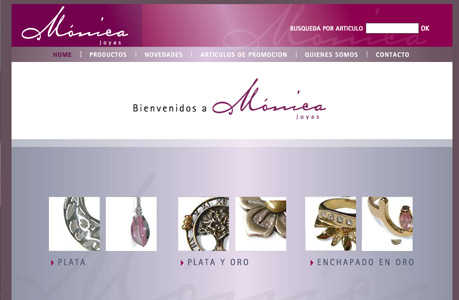 Mónica
joyas
BUSQUEDA POR ARTICULO OK
HOME | PRODUCTOS | NOVEDADES | ARTICULOS DE PROMOCION | QUIENES SOMOS | CONTACTO
Bienvenidos a Mónica
joyas
PLATA
PLATA Y ORO
ENCHAPADO EN ORO